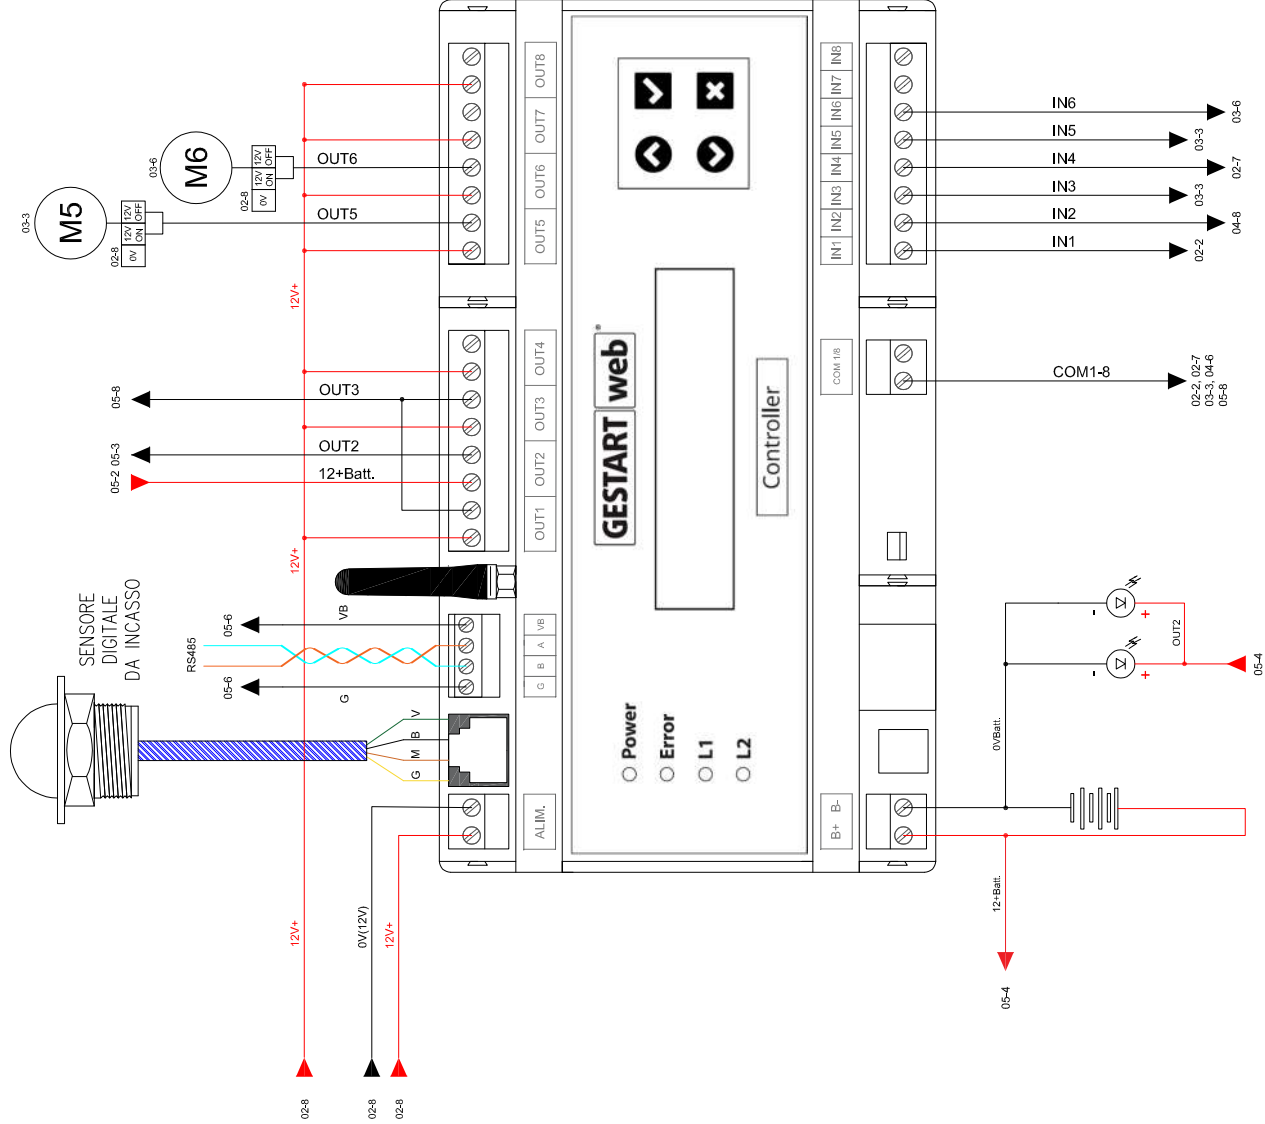 03-3
M5
02-8
0V
12V ON
12V OFF
03-6
M6
02-8
0V
12V ON
12V OFF
OUT6
OUT5
12V+
05-8
OUT3
05-3
OUT2
05-2
12+Batt.
12V+
SENSORE
DIGITALE
DA INCASSO
05-6
VB
RS485
05-6
G
V
B
M
G
12V+
0V(12V)
12V+
02-8
02-8
02-8
OUT8
OUT7
OUT6
OUT5
OUT4
OUT3
OUT2
OUT1
VB
A
B
G
ALIM.
GESTART web
Controller
Power
Error
L1
L2
IN8
IN7
IN6
IN5
IN4
IN3
IN2
IN1
COM 1/8
B-
B+
IN6
03-6
IN5
03-3
IN4
02-7
IN3
03-3
IN2
04-8
IN1
02-2
COM1-8
02-2, 02-7
03-3, 04-6
05-8
-
+
-
+
OUT2
05-4
0VBatt.
12+Batt.
05-4